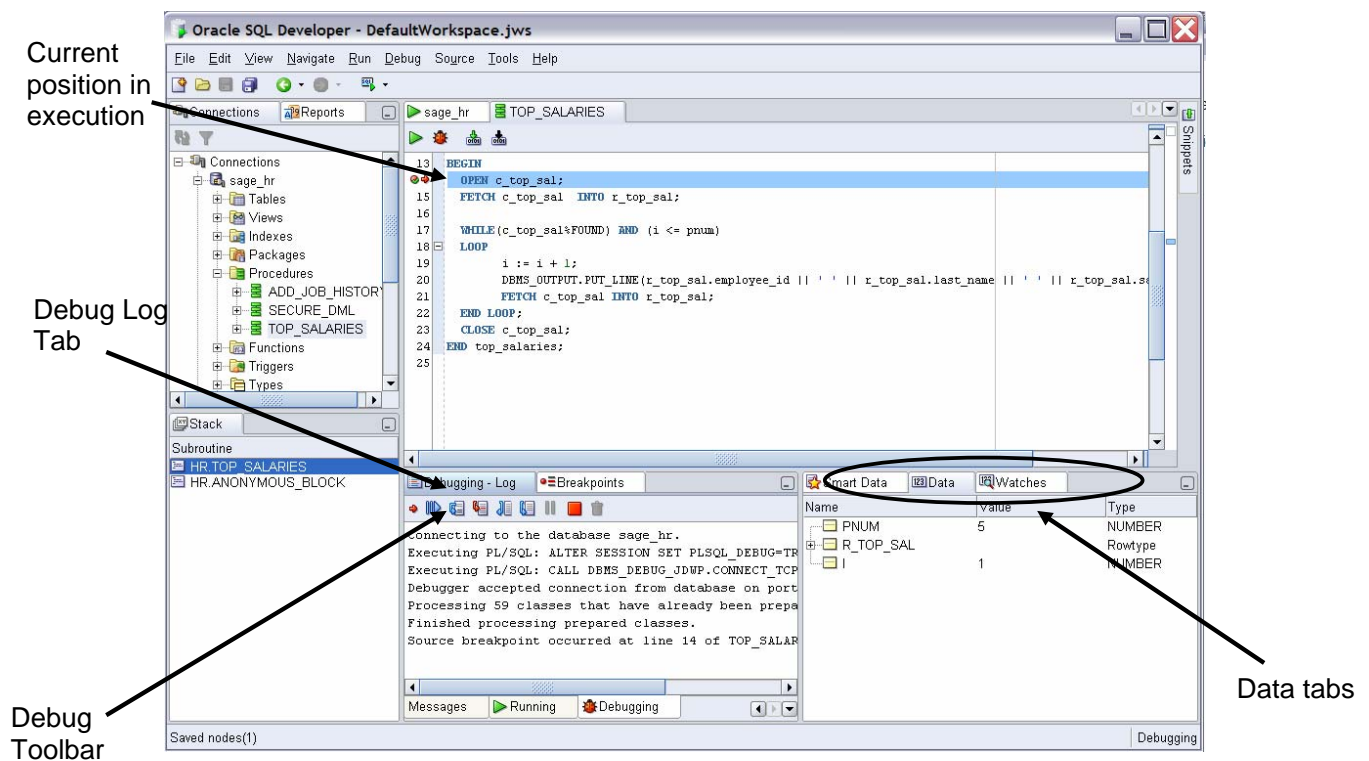 Oracle SQL Developer - DefaultWorkspace.jws
File Edit View Navigate Run Debug Source Tools Help
Current
position in
execution
Connections Reports
Connections
sage_hr
Tables
Views
Indexes
Packages
Procedures
ADD_JOB_HISTORY
SECURE_DML
TOP_SALARIES
Functions
Triggers
Types
sage_hr TOP_SALARIES
Snippets
13 BEGIN
OPEN c_top_sal;
15 FETCH c_top_sal INTO r_top_sal;
16
17 WHILE(c_top_sal%FOUND) AND (i <= pnum)
18 LOOP
19 i := i + 1;
20 DBMS_OUTPUT.PUT_LINE(r_top_sal.employee_id || ' ' || r_top_sal.last_name || ' ' || r_top_sal.sa
21 FETCH c_top_sal INTO r_top_sal;
22 END LOOP;
23 CLOSE c_top_sal;
24 END top_salaries;
25
Debug Log
Tab
Stack
Subroutine
HR.TOP_SALARIES
HR.ANONYMOUS_BLOCK
Debugging - Log Breakpoints
Connecting to the database sage_hr.
Executing PL/SQL: ALTER SESSION SET PLSQL_DEBUG=TR
Executing PL/SQL: CALL DBMS_DEBUG_JDWP.CONNECT_TCP
Debugger accepted connection from database on port
Processing 59 classes that have already been prepa
Finished processing prepared classes.
Source breakpoint occurred at line 14 of TOP_SALAR
Messages Running Debugging
Smart Data Data Watches
Name Value Type
PNUM 5 NUMBER
R_TOP_SAL Rowtype
I 1 NUMBER
Data tabs
Debug
Toolbar
Saved nodes(1) Debugging